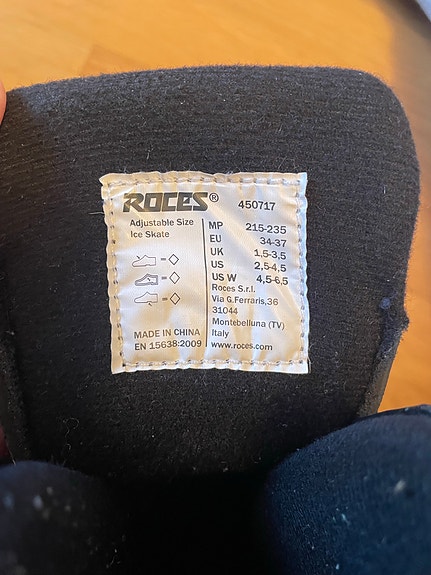 ROCES® 450717
Adjustable Size
Ice Skate
MP 215-235
EU 34-37
UK 1,5-3,5
US 2,5-4,5
US W 4,5-6,5
Roces S.r.l.
Via G.Ferraris,36
31044
Montebelluna (TV)
Italy
www.roces.com
MADE IN CHINA
EN 15638:2009